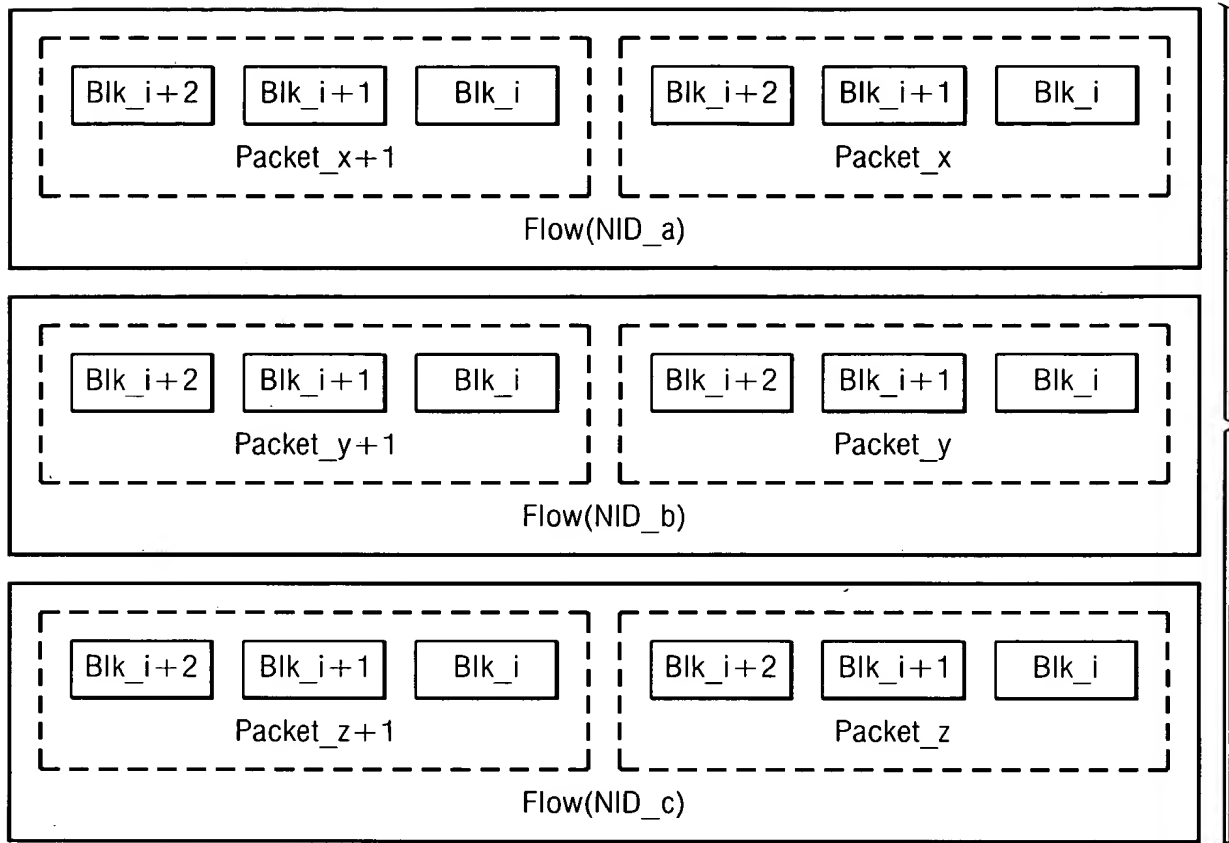 Blk_i+2 Blk_i+1 Blk_i Blk_i+2 Blk_i+1 Blk_i
Packet_x+1 Packet_x
Flow(NID_a)
Blk_i+2 Blk_i+1 Blk_i Blk_i+2 Blk_i+1 Blk_i
Packet_y+1 Packet_y
Flow(NID_b)
Blk_i+2 Blk_i+1 Blk_i Blk_i+2 Blk_i+1 Blk_i
Packet_z+1 Packet_z
Flow(NID_c)